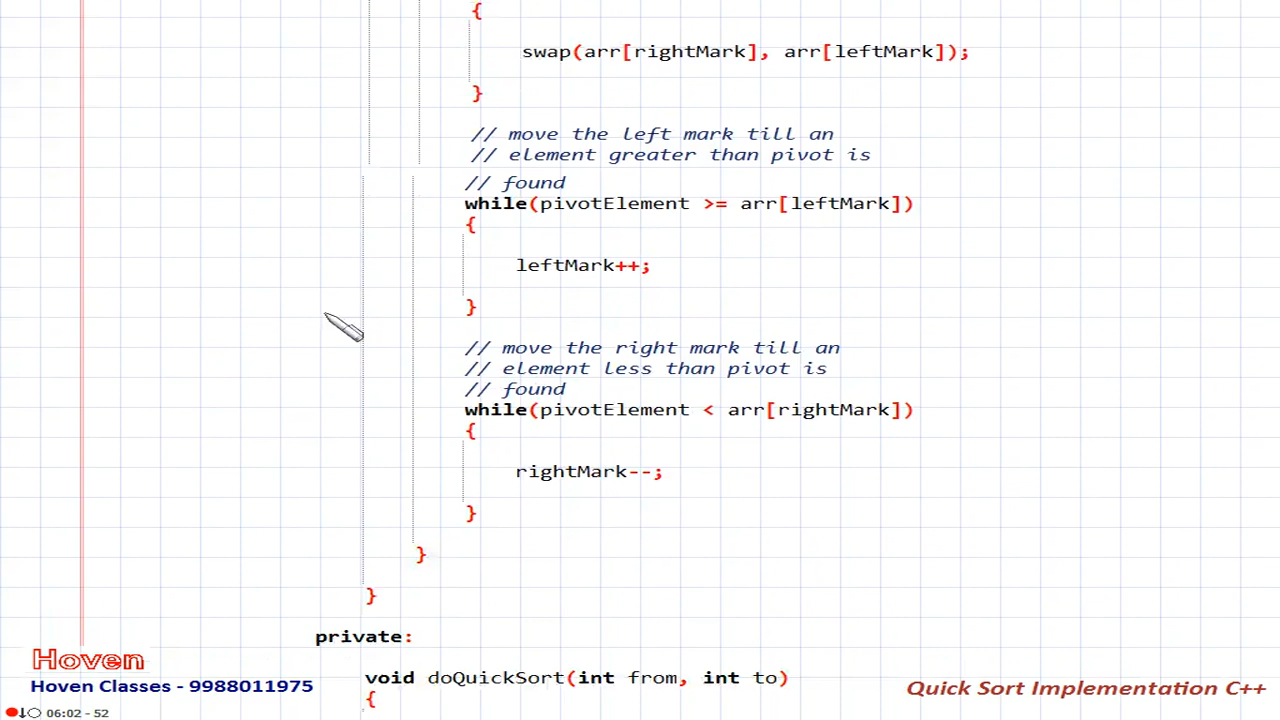 {
swap(arr[rightMark], arr[leftMark]);
}
// move the left mark till an
// element greater than pivot is
// found
while(pivotElement >= arr[leftMark])
{
leftMark++;
}
// move the right mark till an
// element less than pivot is
// found
while(pivotElement < arr[rightMark])
{
rightMark--;
}
}
}
private:
void doQuickSort(int from, int to)
{
Hoven
Hoven Classes - 9988011975
Quick Sort Implementation C++
06:02 - 52